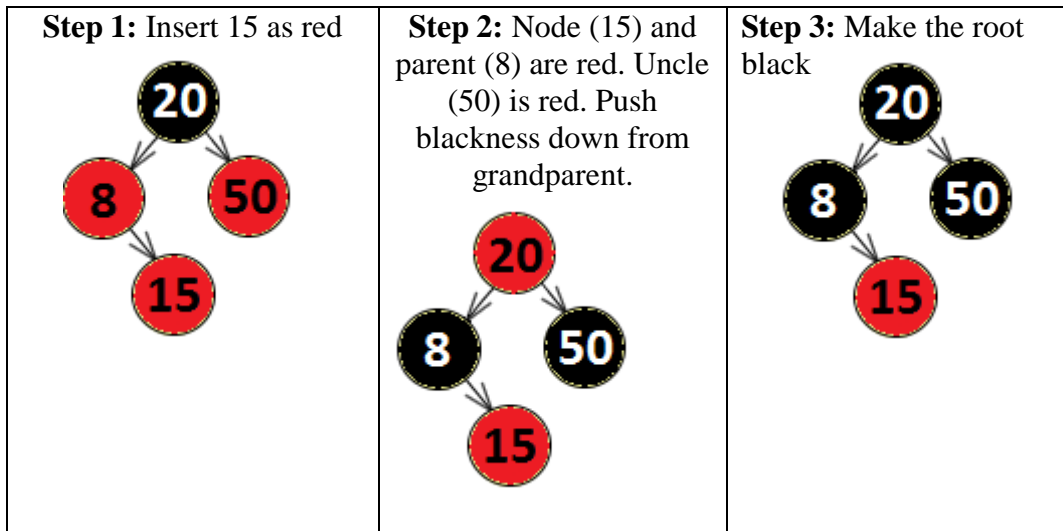 Step 1: Insert 15 as red
20
8 50
15
Step 2: Node (15) and
parent (8) are red. Uncle
(50) is red. Push
blackness down from
grandparent.
20
8 50
15
Step 3: Make the root
black
20
8 50
15